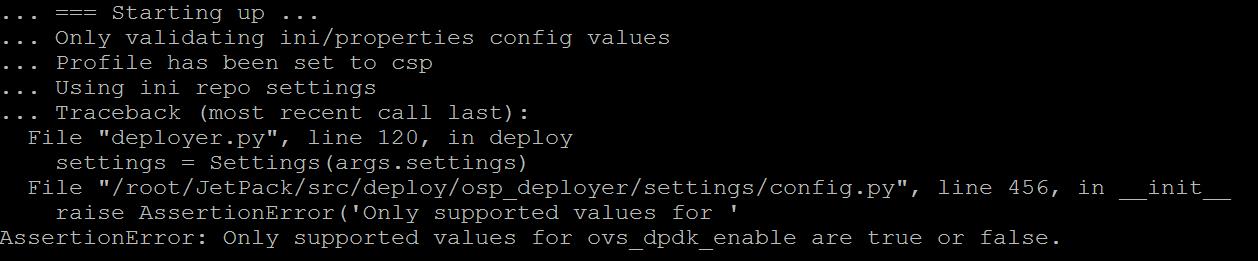 ... === Starting up ...
... Only validating ini/properties config values
... Profile has been set to csp
... Using ini repo settings
... Traceback (most recent call last):
  File "deployer.py", line 120, in deploy
    settings = Settings(args.settings)
  File "/root/JetPack/src/deploy/osp_deployer/settings/config.py", line 456, in __init__
    raise AssertionError('Only supported values for '
AssertionError: Only supported values for ovs_dpdk_enable are true or false.